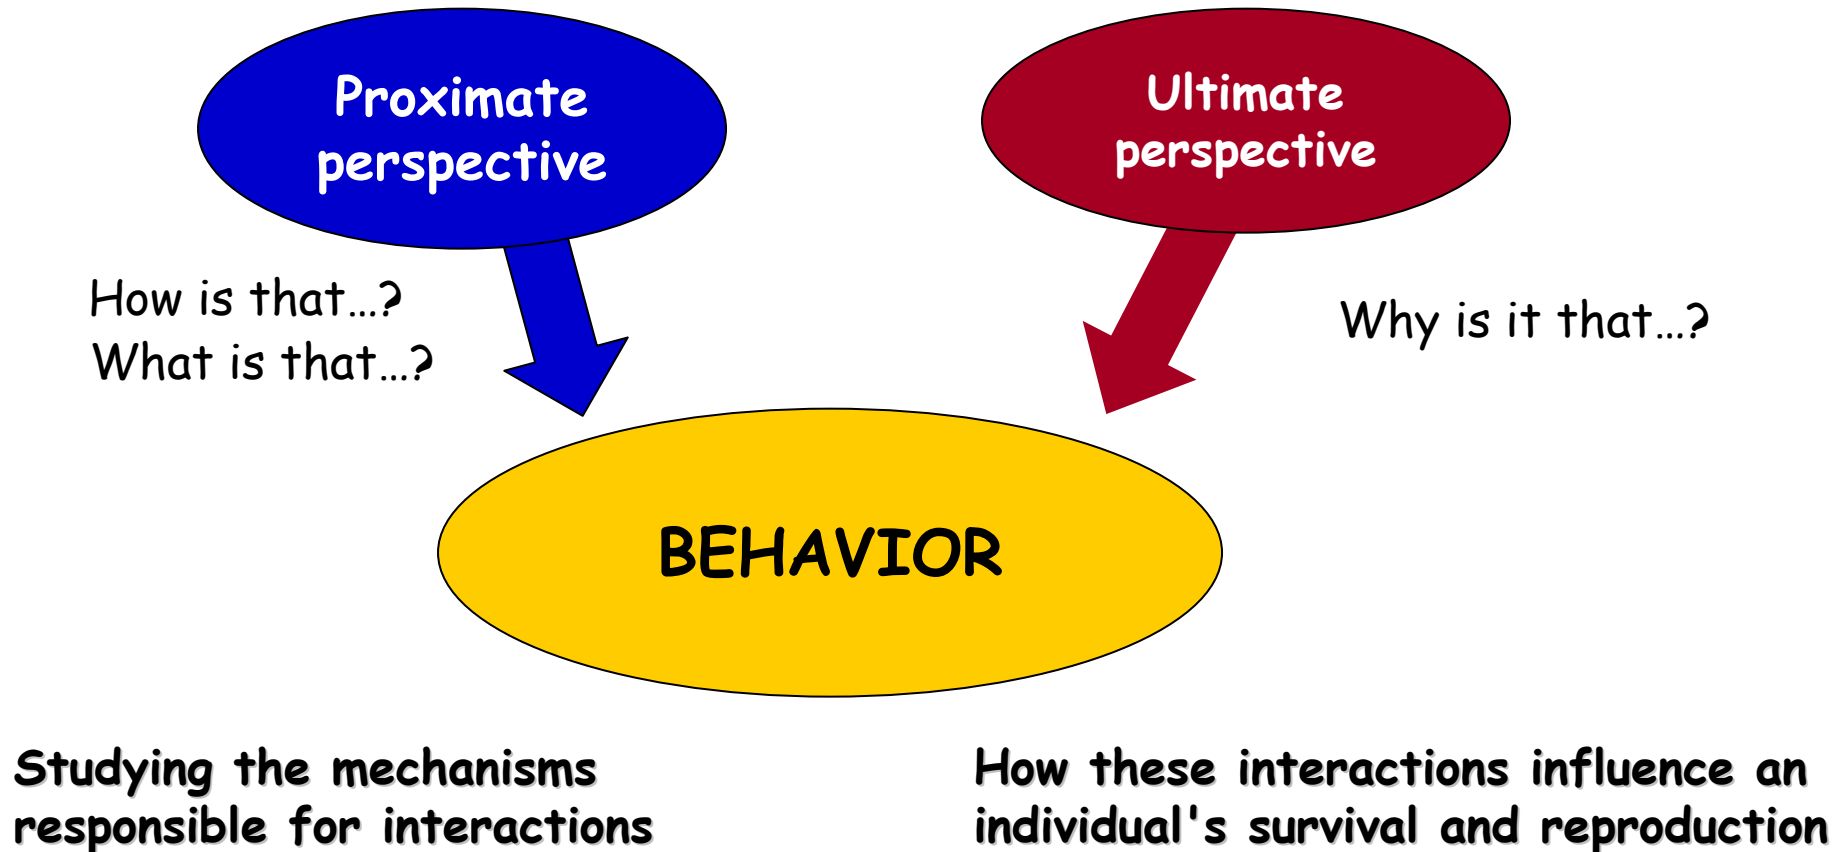 Proximate
perspective
Ultimate
perspective
How is that...?
What is that...?
Why is it that...?
BEHAVIOR
Studying the mechanisms
responsible for interactions
How these interactions influence an
individual's survival and reproduction